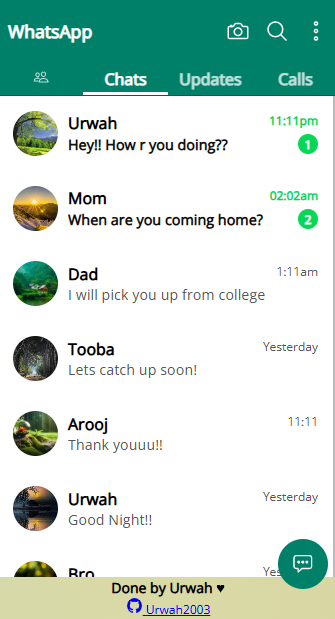 WhatsApp
Chats Updates Calls
Urwah 11:11pm
Hey!! How r you doing?? 1
Mom 02:02am
When are you coming home? 2
Dad 1:11am
I will pick you up from college
Tooba Yesterday
Lets catch up soon!
Arooj 11:11
Thank youuu!!
Urwah Yesterday
Good Night!!
Bro
Done by Urwah ♥
Urwah2003